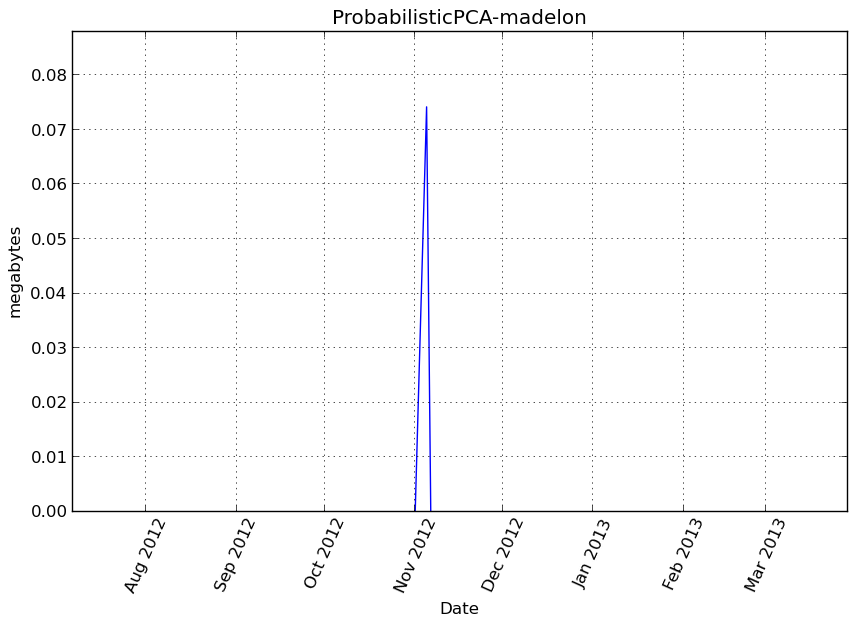 ProbabilisticPCA-madelon
0.08
0.07
0.06
0.05
0.04
0.03
0.02
0.01
0.00
megabytes
Aug 2012
Sep 2012
Oct 2012
Nov 2012
Dec 2012
Jan 2013
Feb 2013
Mar 2013
Date